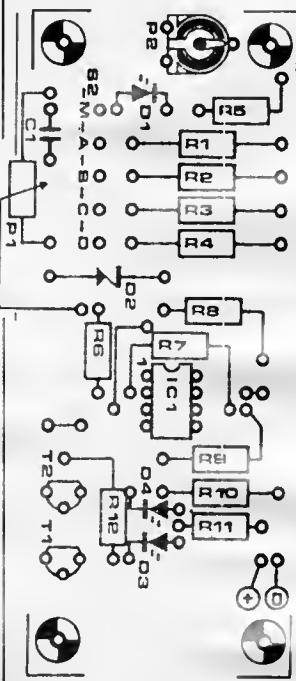 P2
S2
-M-A-B-C-D
D1
R5
C1
P1
R1
R2
R3
R4
D2
R8
R6
R7
1
IC1
R9
T2
D4
R10
R12
R11
T1
D3
+
0